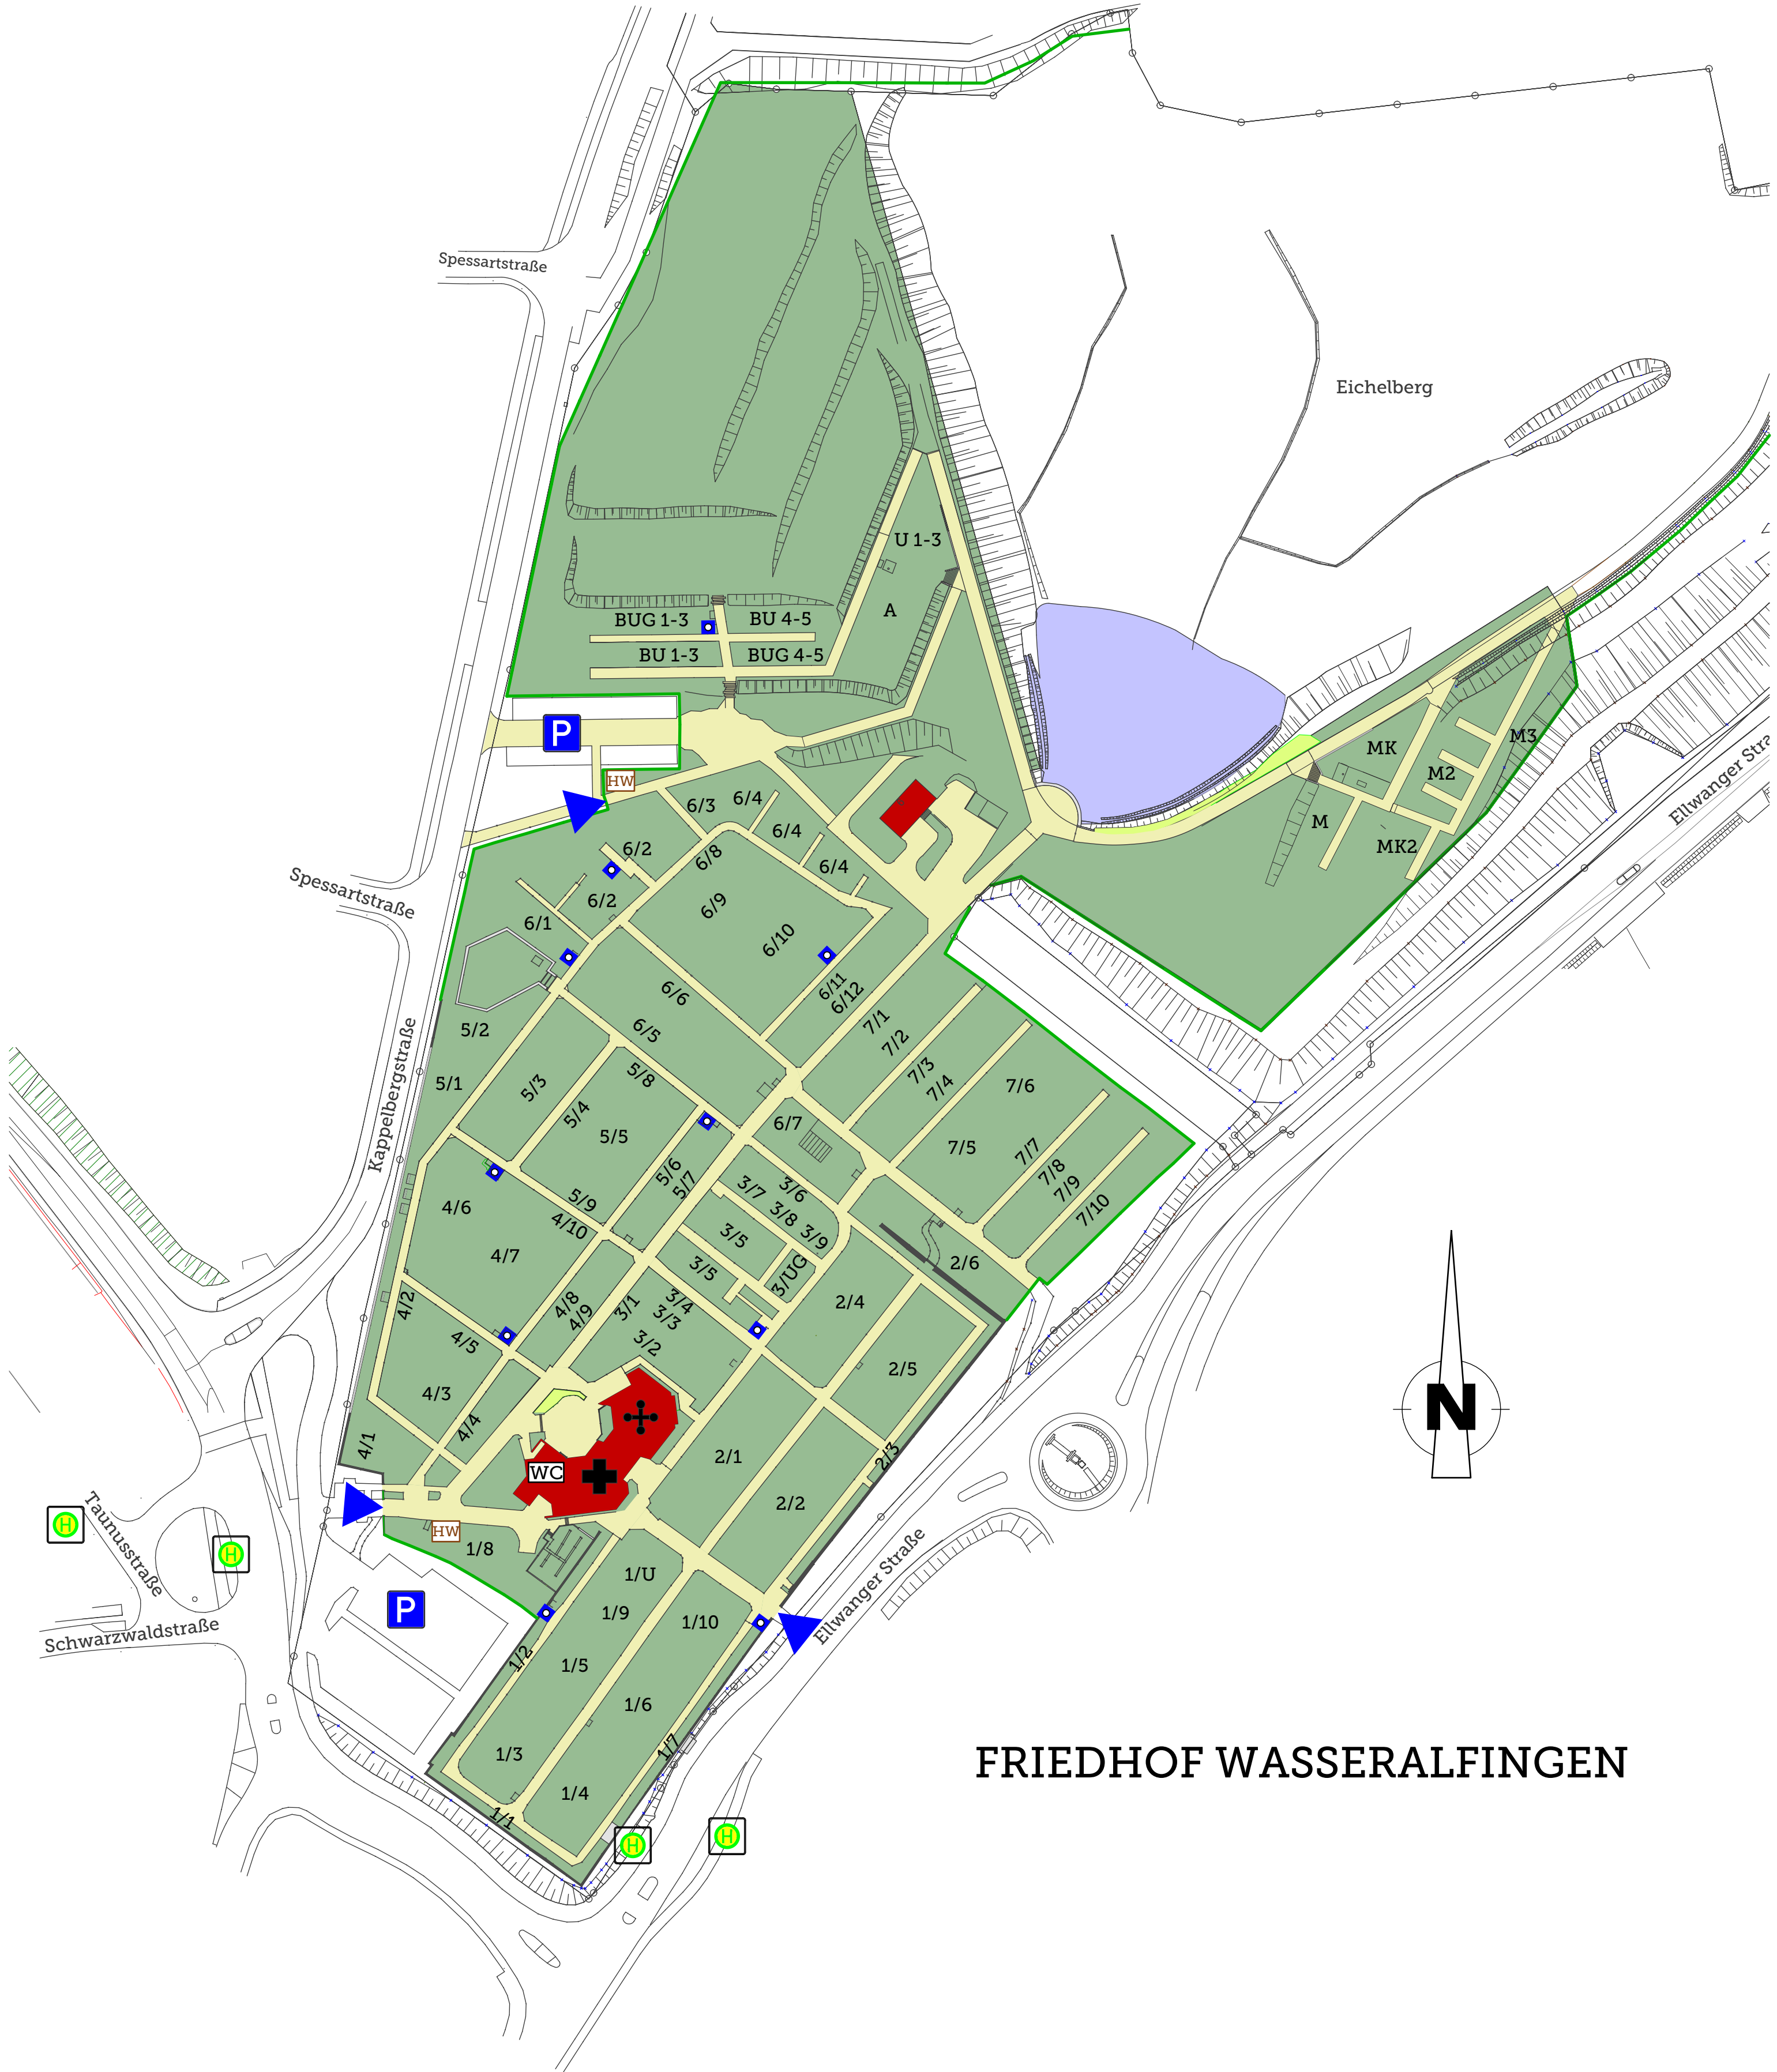 Spessartstraße
Eichelberg
U 1-3
A
BUG 1-3
BU 4-5
BU 1-3
BUG 4-5
P
HW
MK
M3
M2
M
MK2
Ellwanger Stra
6/3
6/4
6/4
6/4
6/2
6/8
6/2
6/1
6/9
6/10
6/11
6/12
Spessartstraße
Kappelbergstraße
5/2
6/6
6/5
7/1
7/2
7/3
7/4
7/6
5/1
5/3
5/8
5/4
5/5
6/7
7/5
7/7
7/8
7/9
7/10
5/6
5/7
3/6
3/7
3/8
3/9
5/9
4/10
4/6
4/7
3/5
3/5
3/UG
2/6
4/2
4/8
4/9
3/1
3/4
3/3
3/2
2/4
4/5
2/5
4/3
4/4
4/1
2/1
2/3
2/2
WC
N
H
H
Taunusstraße
Schwarzwaldstraße
HW
1/8
P
1/U
1/9
1/10
Ellwanger Straße
1/2
1/5
1/6
1/7
1/3
1/4
1/1
FRIEDHOF WASSERALFINGEN
H
H